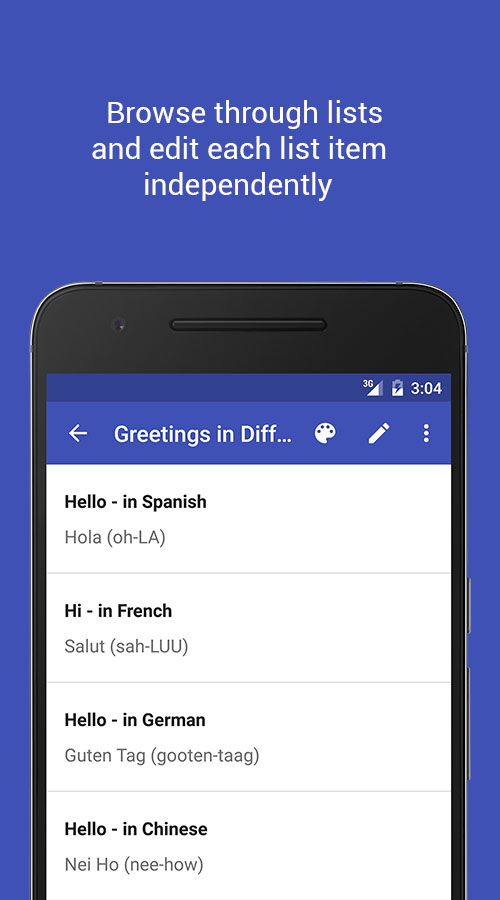 Browse through lists
and edit each list item
independently
3G 3:04
Greetings in Diff...
Hello - in Spanish
Hola (oh-LA)
Hi - in French
Salut (sah-LUU)
Hello - in German
Guten Tag (gooten-taag)
Hello - in Chinese
Nei Ho (nee-how)